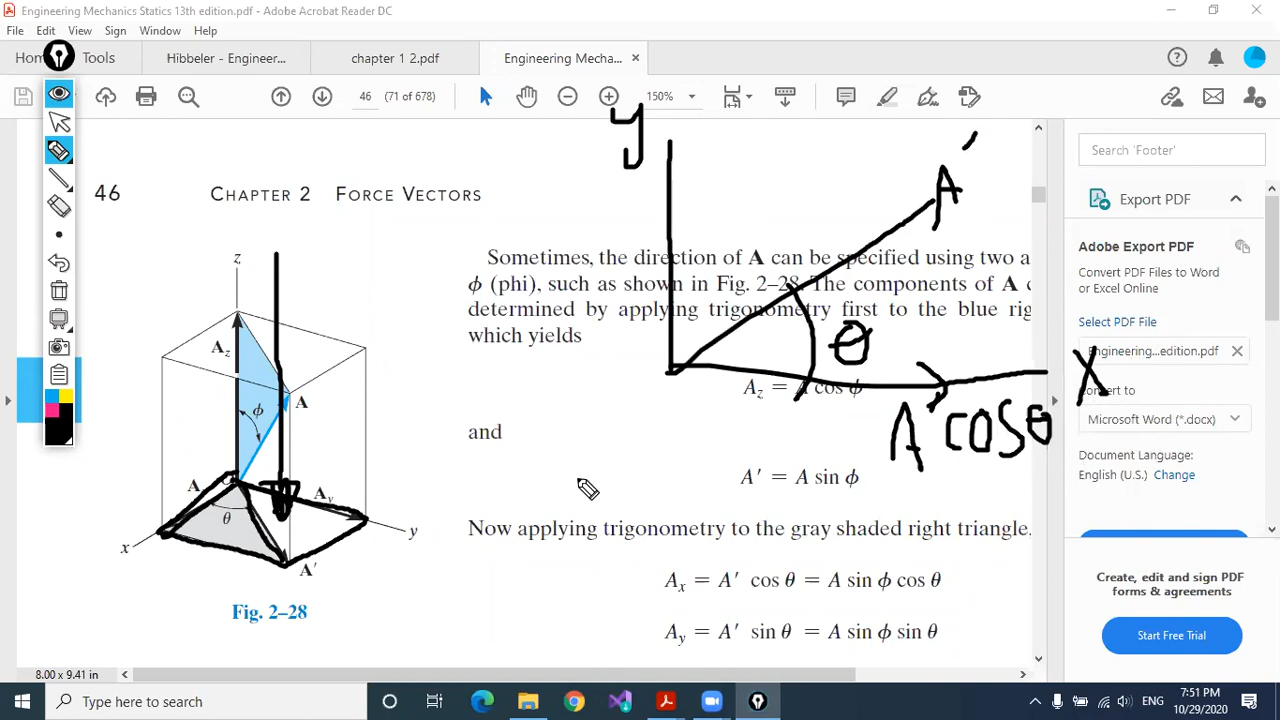 Engineering Mechanics Statics 13th edition.pdf - Adobe Acrobat Reader DC
File Edit View Sign Window Help
Tools
Hibbeler - Engineer...
chapter 1 2.pdf
Engineering Mecha...
46 (71 of 678)
150%
Search 'Footer'
46 CHAPTER 2 FORCE VECTORS
y
A'
θ
X
A cosθ
Sometimes, the direction of A can be specified using two a
ϕ (phi), such as shown in Fig. 2–28. The components of A c
determined by applying trigonometry first to the blue rig
which yields
A_z = A cos ϕ
and
A' = A sin ϕ
Now applying trigonometry to the gray shaded right triangle.
A_x = A' cos θ = A sin ϕ cos θ
A_y = A' sin θ = A sin ϕ sin θ
z
A_z
A
ϕ
A
A_y
θ
x
y
A'
Fig. 2–28
Export PDF
Adobe Export PDF
Convert PDF Files to Word
or Excel Online
Select PDF File
Engineering...edition.pdf
Convert to
Microsoft Word (*.docx)
Document Language:
English (U.S.) Change
Create, edit and sign PDF
forms & agreements
Start Free Trial
8.00 x 9.41 in
Type here to search
ENG
7:51 PM
10/29/2020